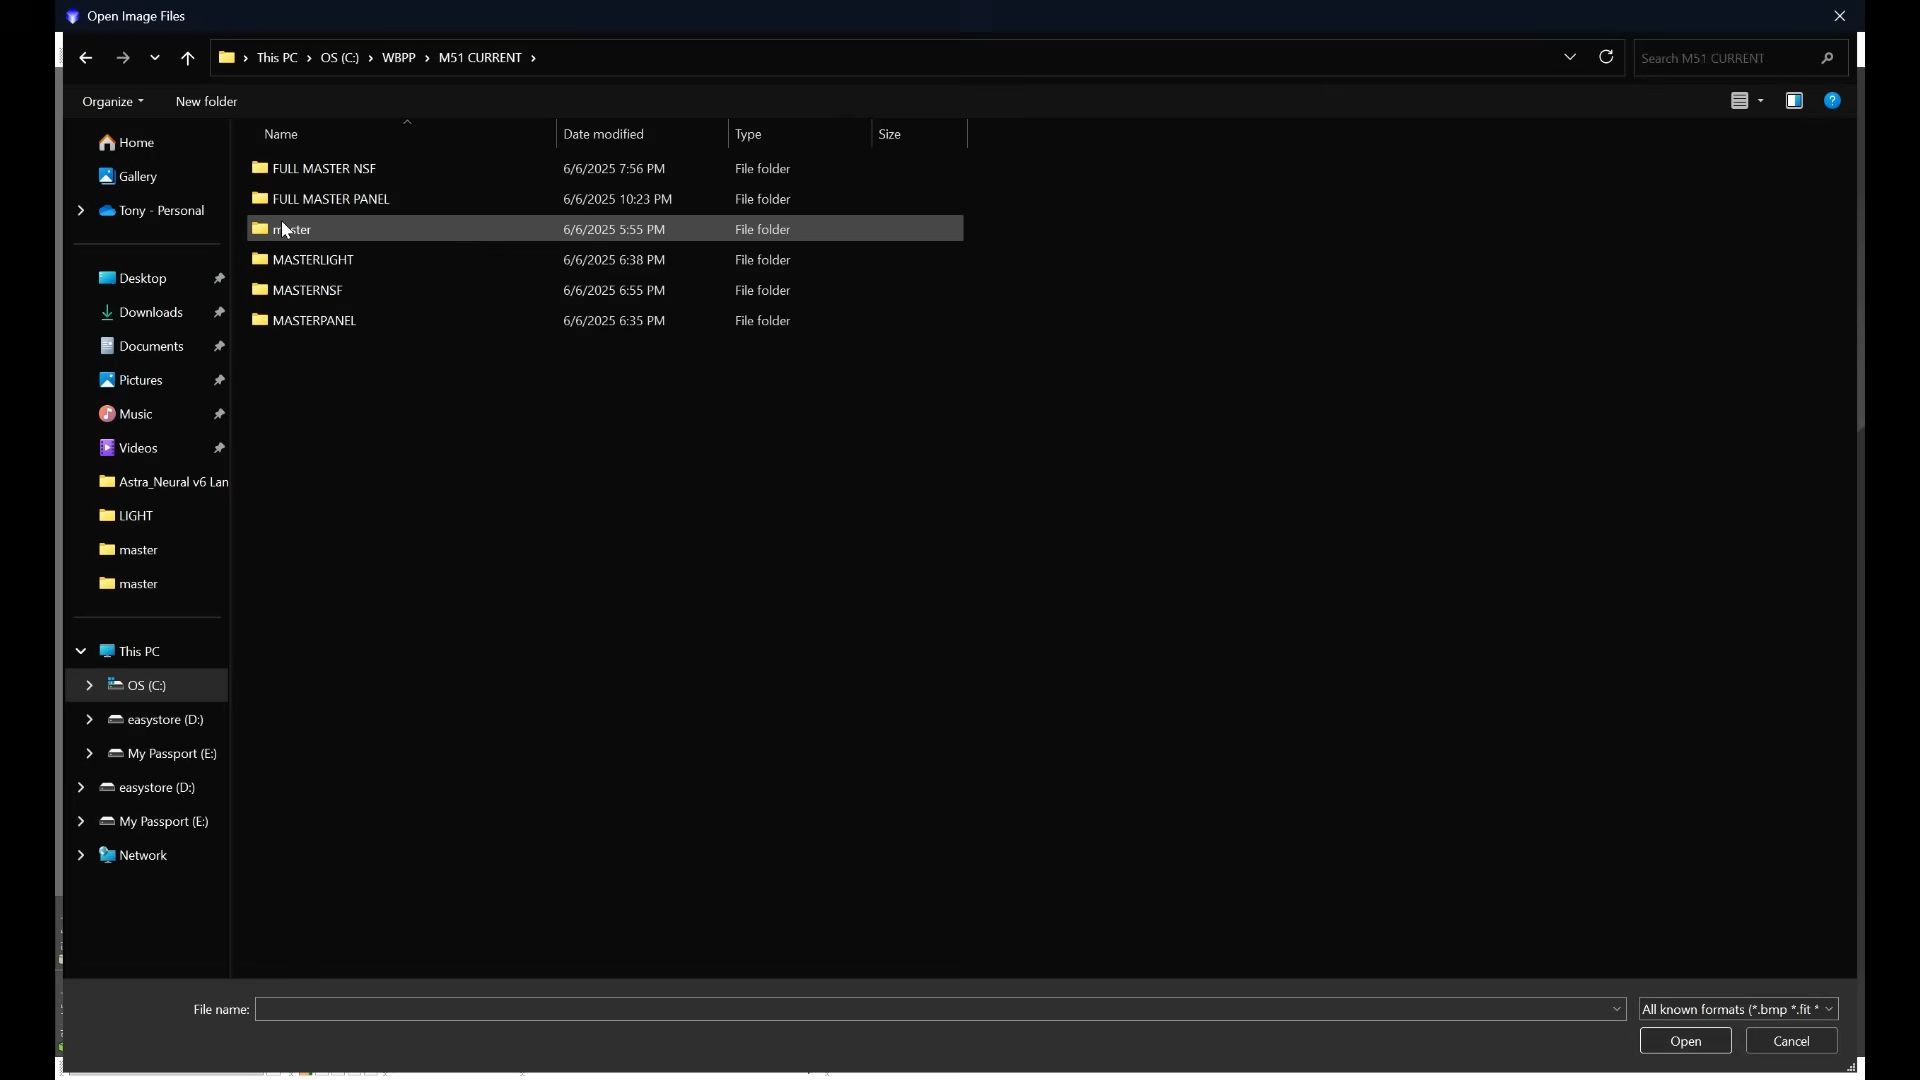 Open Image Files
This PC > OS (C:) > WBPP > M51 CURRENT >
Search M51 CURRENT
Organize
New folder
Name
Date modified
Type
Size
FULL MASTER NSF 6/6/2025 7:56 PM File folder
FULL MASTER PANEL 6/6/2025 10:23 PM File folder
master 6/6/2025 5:55 PM File folder
MASTERLIGHT 6/6/2025 6:38 PM File folder
MASTERNSF 6/6/2025 6:55 PM File folder
MASTERPANEL 6/6/2025 6:35 PM File folder
Home
Gallery
Tony - Personal
Desktop
Downloads
Documents
Pictures
Music
Videos
Astra_Neural v6 Lan
LIGHT
master
master
This PC
OS (C:)
easystore (D:)
My Passport (E:)
easystore (D:)
My Passport (E:)
Network
File name:
All known formats (*.bmp *.fit *
Open
Cancel